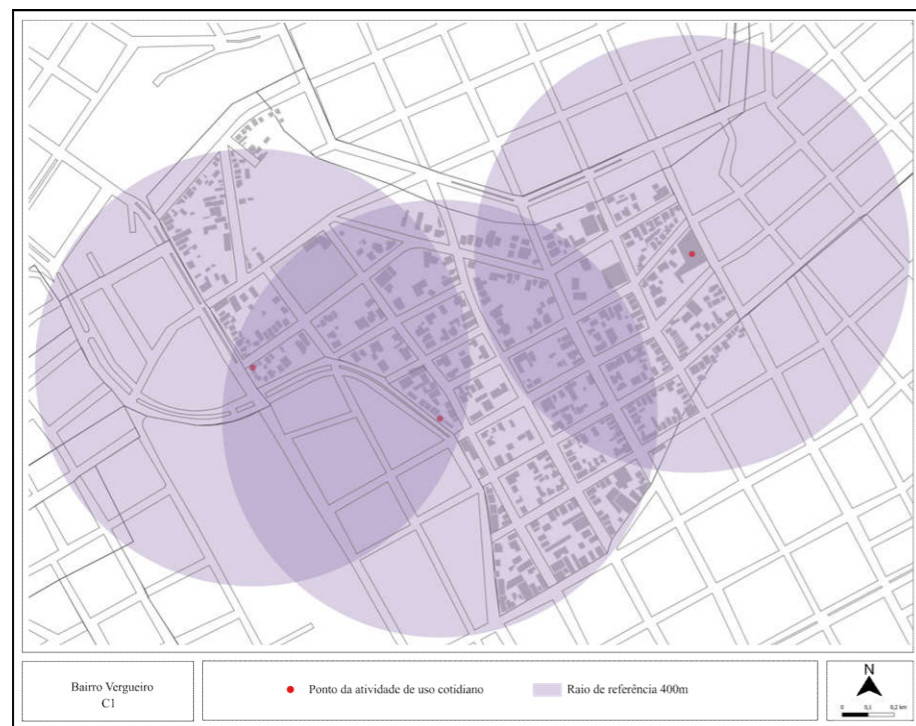 Bairro Vergueiro
C1
Ponto da atividade de uso cotidiano
Raio de referência 400m
N
0 0,1 0,2 km